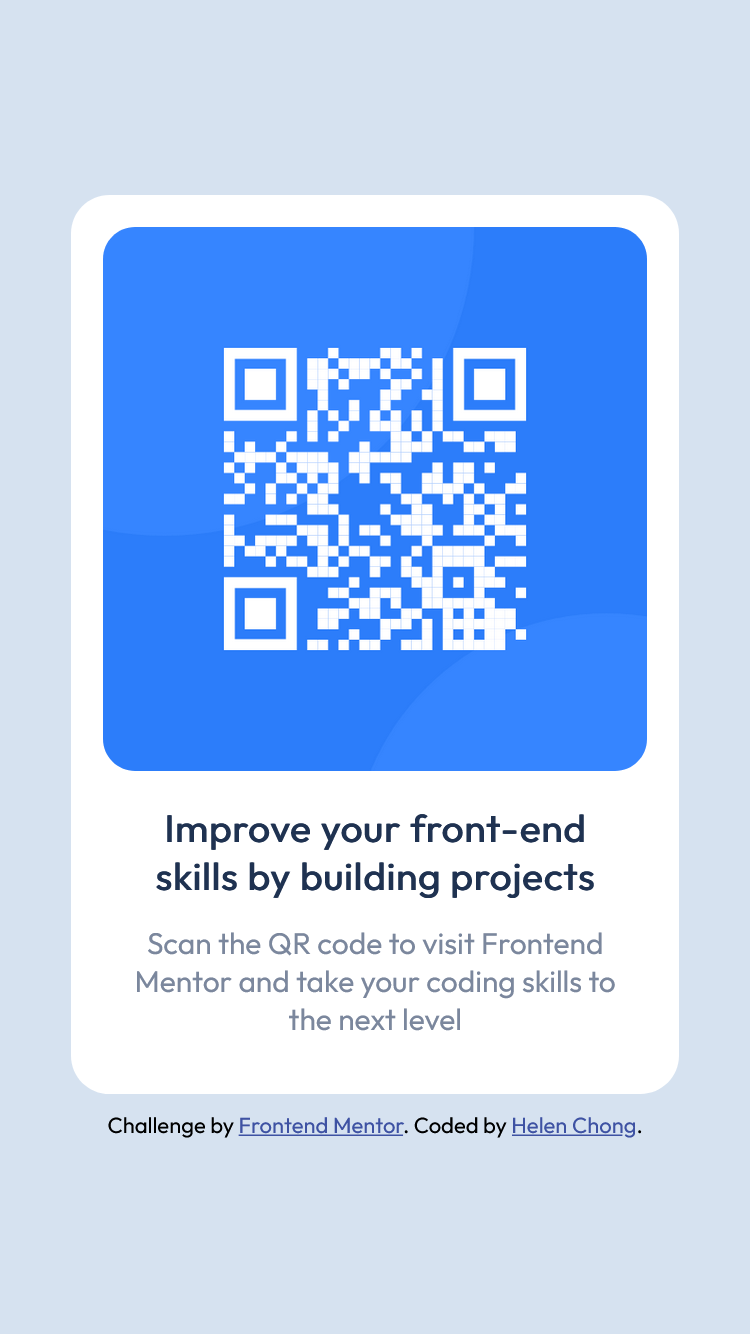 Improve your front-end
skills by building projects
Scan the QR code to visit Frontend
Mentor and take your coding skills to
the next level
Challenge by Frontend Mentor. Coded by Helen Chong.